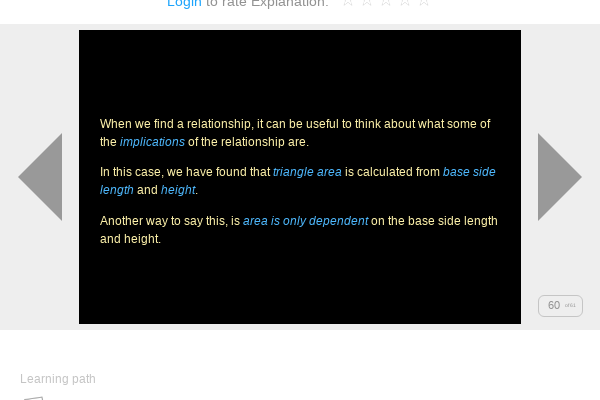 Login to rate Explanation:
When we find a relationship, it can be useful to think about what some of
the implications of the relationship are.
In this case, we have found that triangle area is calculated from base side
length and height.
Another way to say this, is area is only dependent on the base side length
and height.
60
Learning path